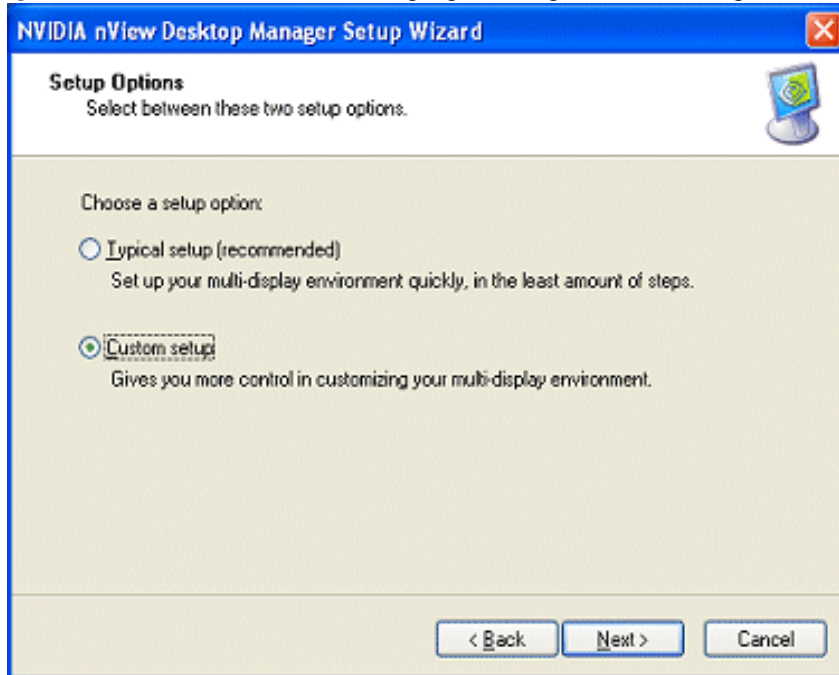 NVIDIA nView Desktop Manager Setup Wizard
Setup Options
Select between these two setup options.
Choose a setup option:
Typical setup (recommended)
Set up your multi-display environment quickly, in the least amount of steps.
Custom setup
Gives you more control in customizing your multi-display environment.
< Back
Next >
Cancel